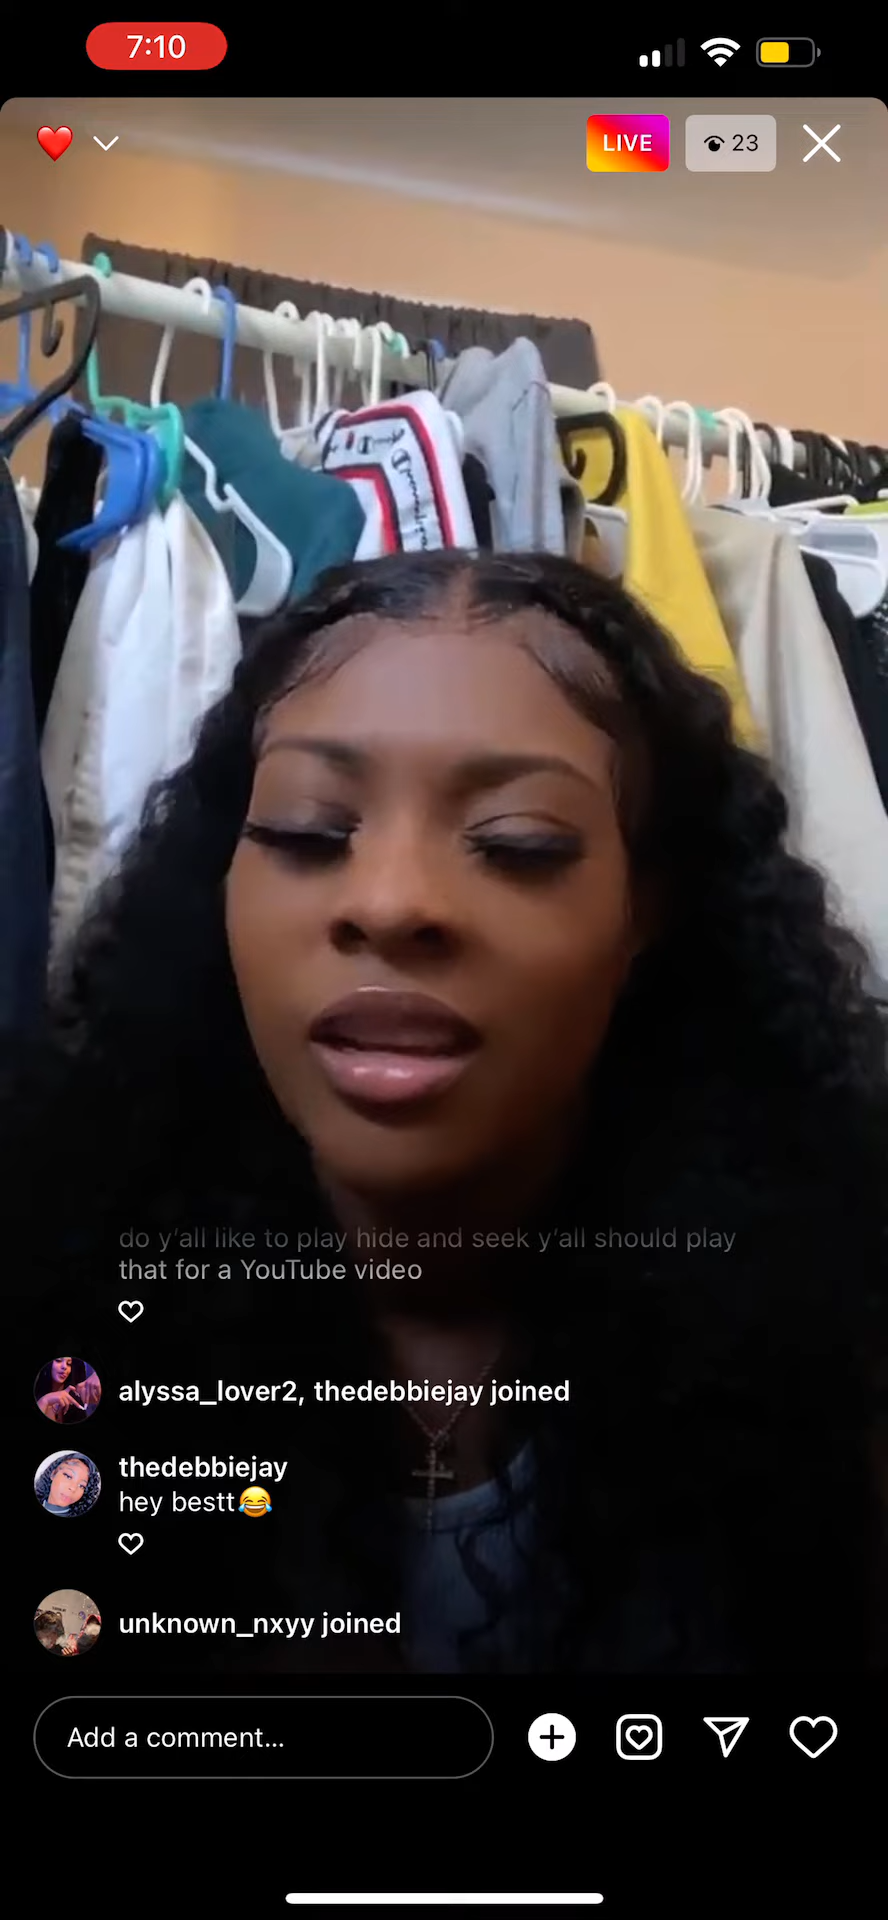 7:10
LIVE
23
Champion
do y'all like to play hide and seek y'all should play
that for a YouTube video
alyssa_lover2, thedebbiejay joined
thedebbiejay
hey bestt😂
unknown_nxyy joined
Add a comment...